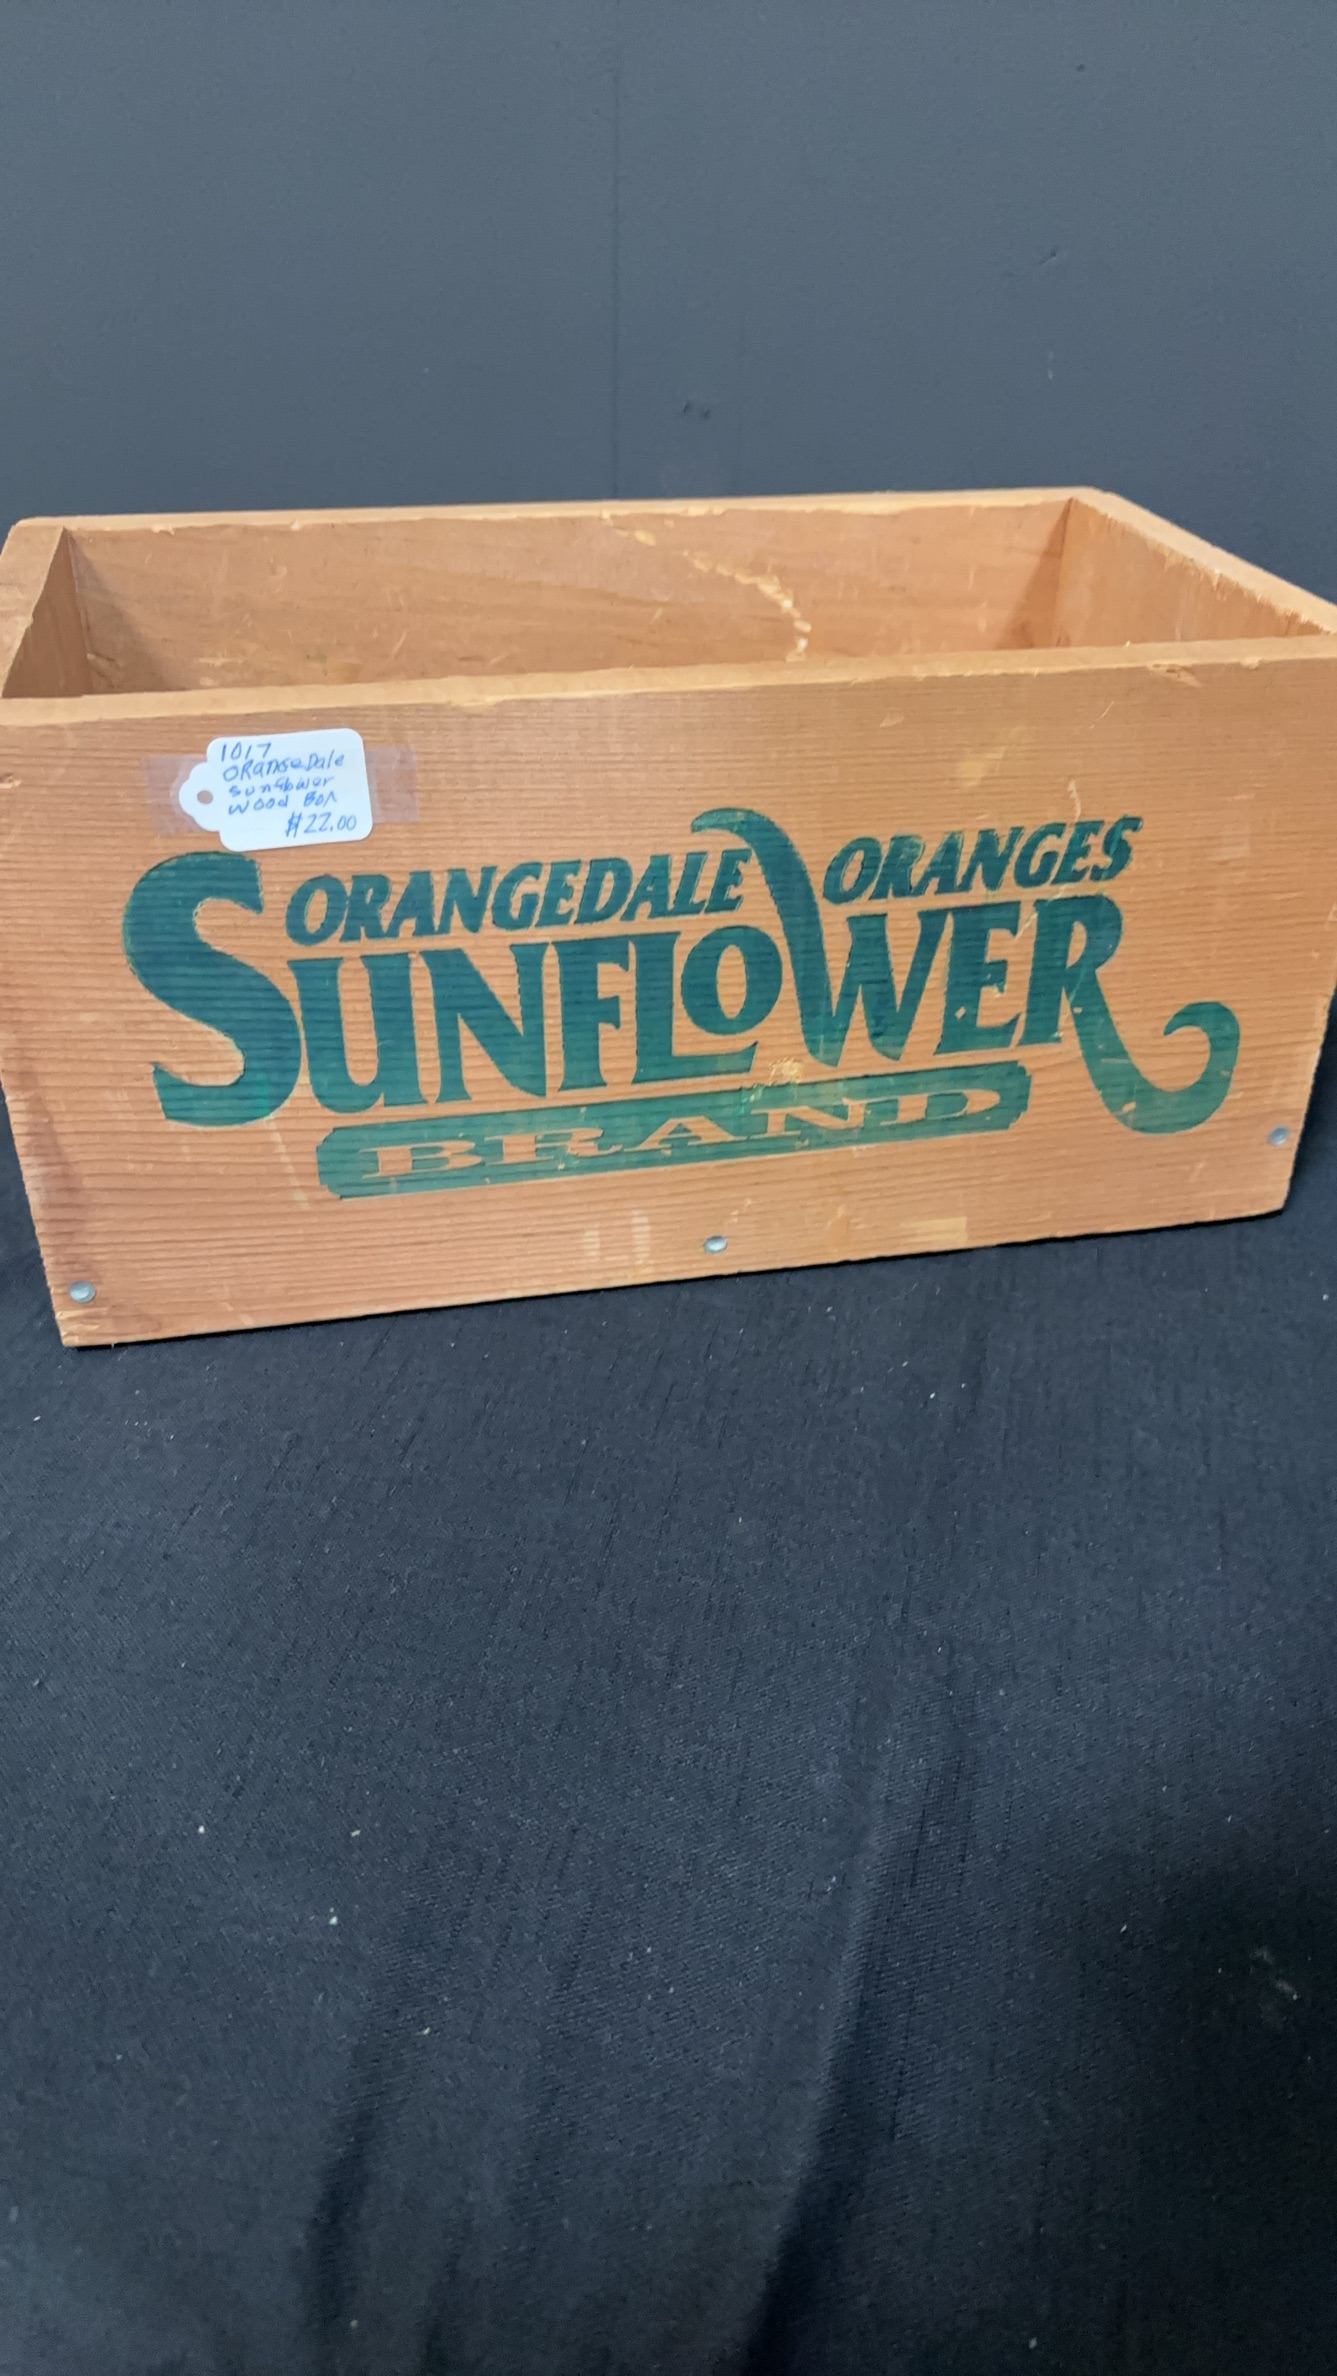 1017
ORangeDale
sunflower
wood Box
$22.00
ORANGEDALE ORANGES
SUNFLOWER
BRAND